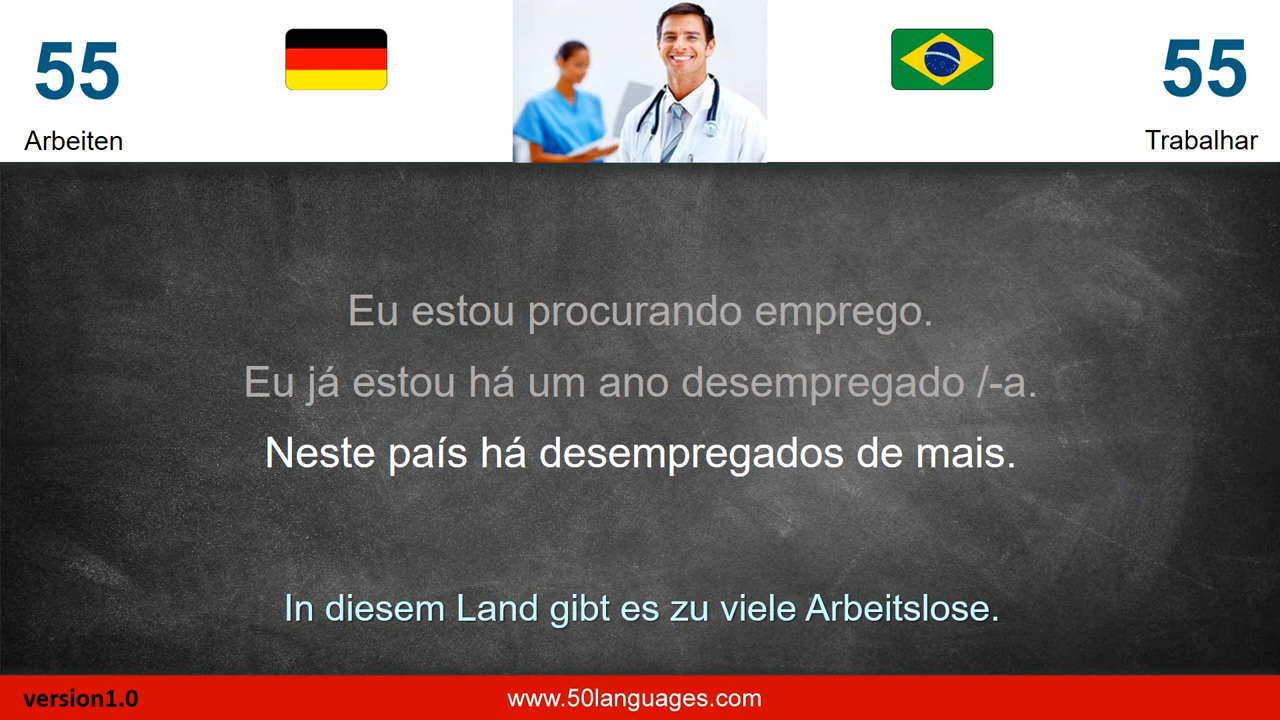 55
55
Arbeiten
Trabalhar
Eu estou procurando emprego.
Eu já estou há um ano desempregado /-a.
Neste país há desempregados de mais.
In diesem Land gibt es zu viele Arbeitslose.
version1.0
www.50languages.com